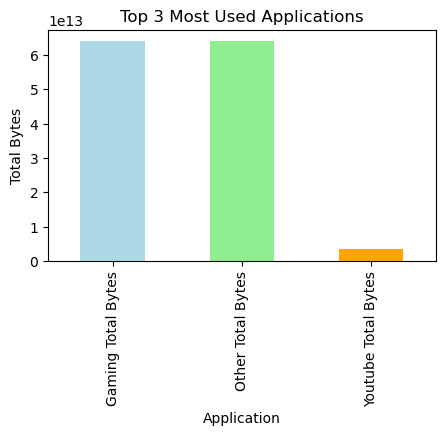 Top 3 Most Used Applications
1e13
6
5
4
3
2
1
0
Total Bytes
Gaming Total Bytes
Other Total Bytes
Youtube Total Bytes
Application